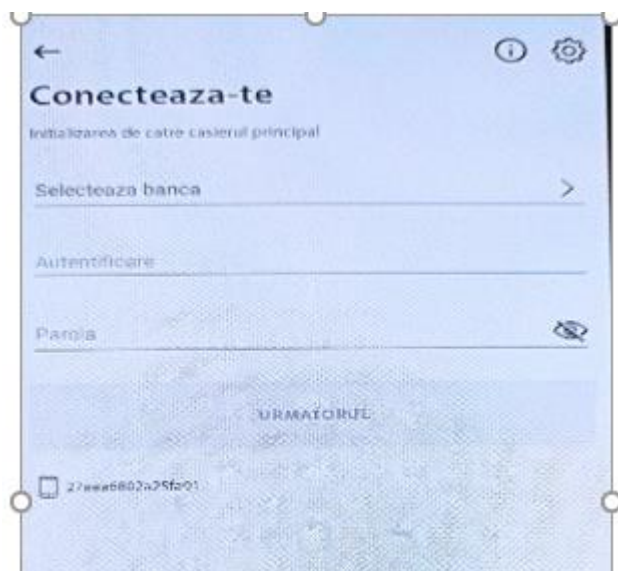 Conecteaza-te
Initializarea de catre casierul principal
Selecteaza banca
Autentificare
Parola
URMATORUL